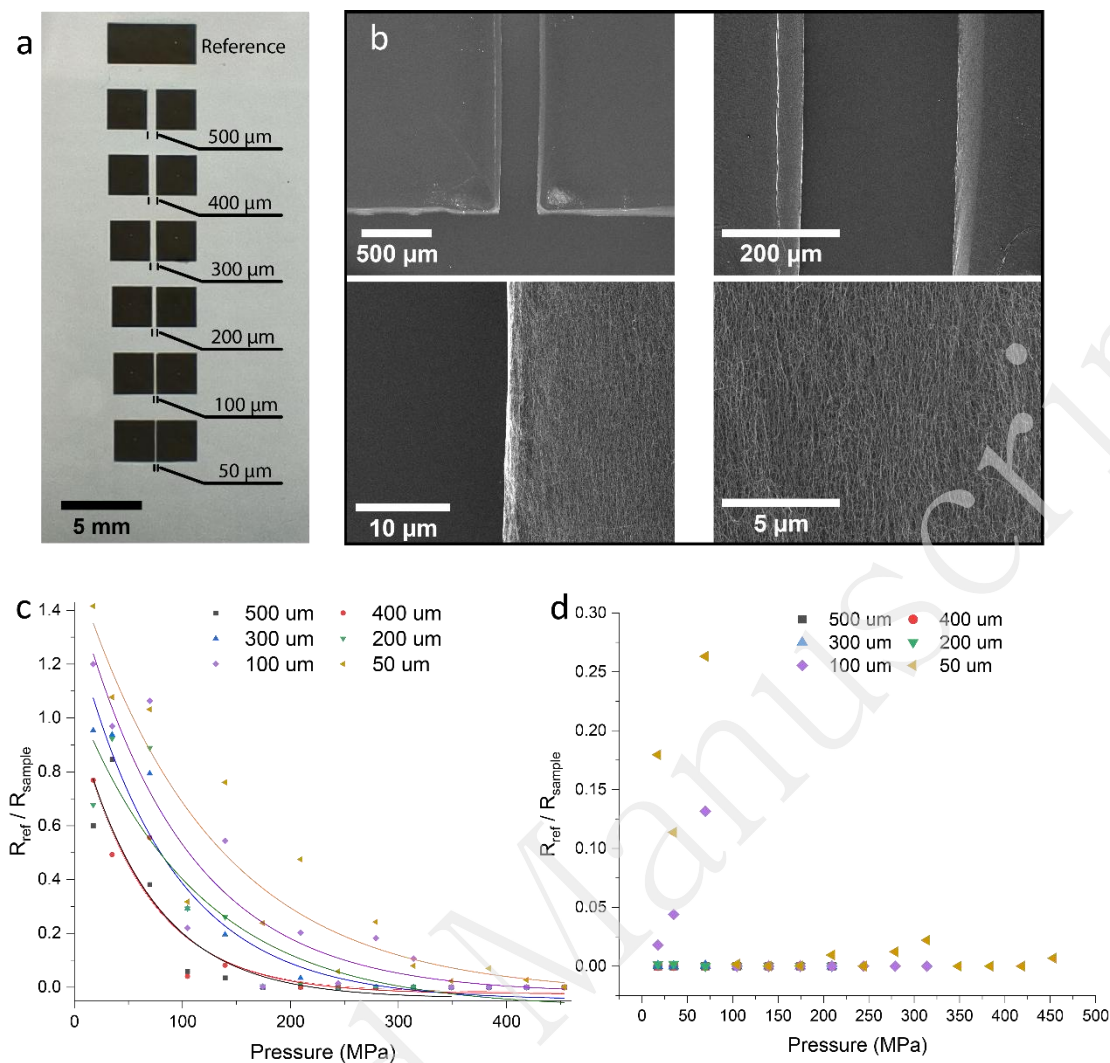 a
Reference
500 µm
400 µm
300 µm
200 µm
100 µm
50 µm
5 mm
b
500 µm
200 µm
10 µm
5 µm
c
500 um 400 um
300 um 200 um
100 um 50 um
1.4
1.2
1.0
0.8
0.6
0.4
0.2
0.0
R_ref / R_sample
0 100 200 300 400
Pressure (MPa)
d
500 um 400 um
300 um 200 um
100 um 50 um
0.30
0.25
0.20
0.15
0.10
0.05
0.00
R_ref / R_sample
0 50 100 150 200 250 300 350 400 450 500
Pressure (MPa)
Manuscrip